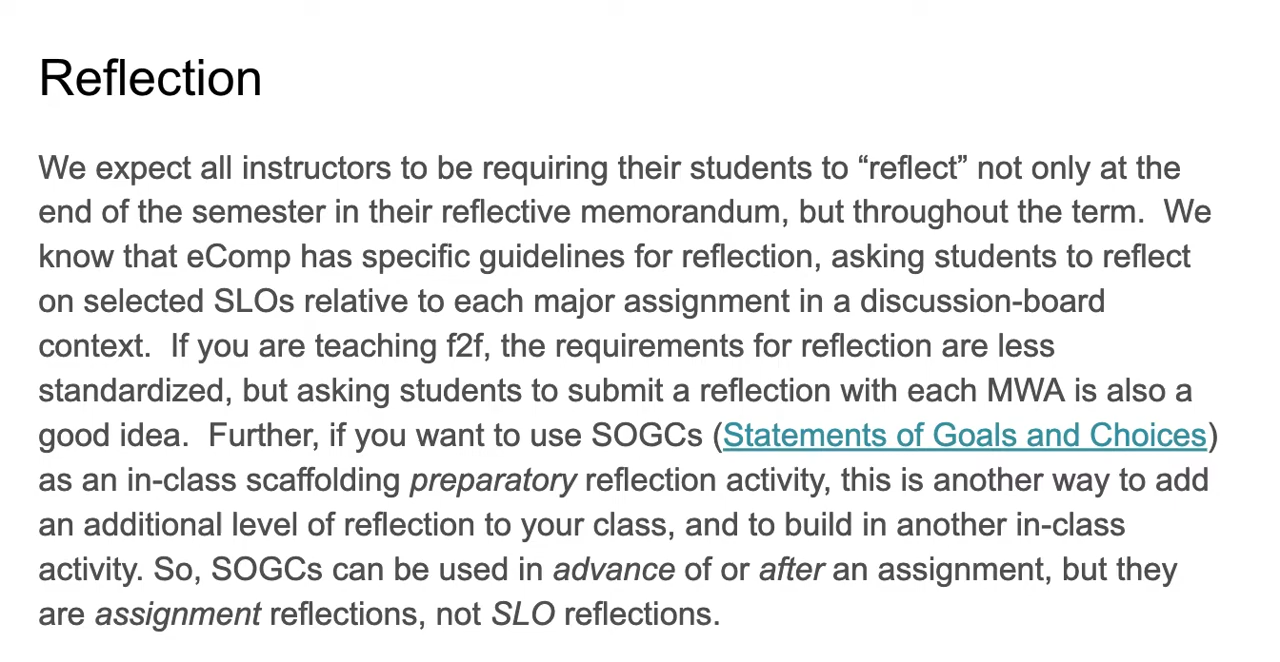 Reflection
We expect all instructors to be requiring their students to “reflect” not only at the
end of the semester in their reflective memorandum, but throughout the term.  We
know that eComp has specific guidelines for reflection, asking students to reflect
on selected SLOs relative to each major assignment in a discussion-board
context.  If you are teaching f2f, the requirements for reflection are less
standardized, but asking students to submit a reflection with each MWA is also a
good idea.  Further, if you want to use SOGCs (Statements of Goals and Choices)
as an in-class scaffolding preparatory reflection activity, this is another way to add
an additional level of reflection to your class, and to build in another in-class
activity. So, SOGCs can be used in advance of or after an assignment, but they
are assignment reflections, not SLO reflections.